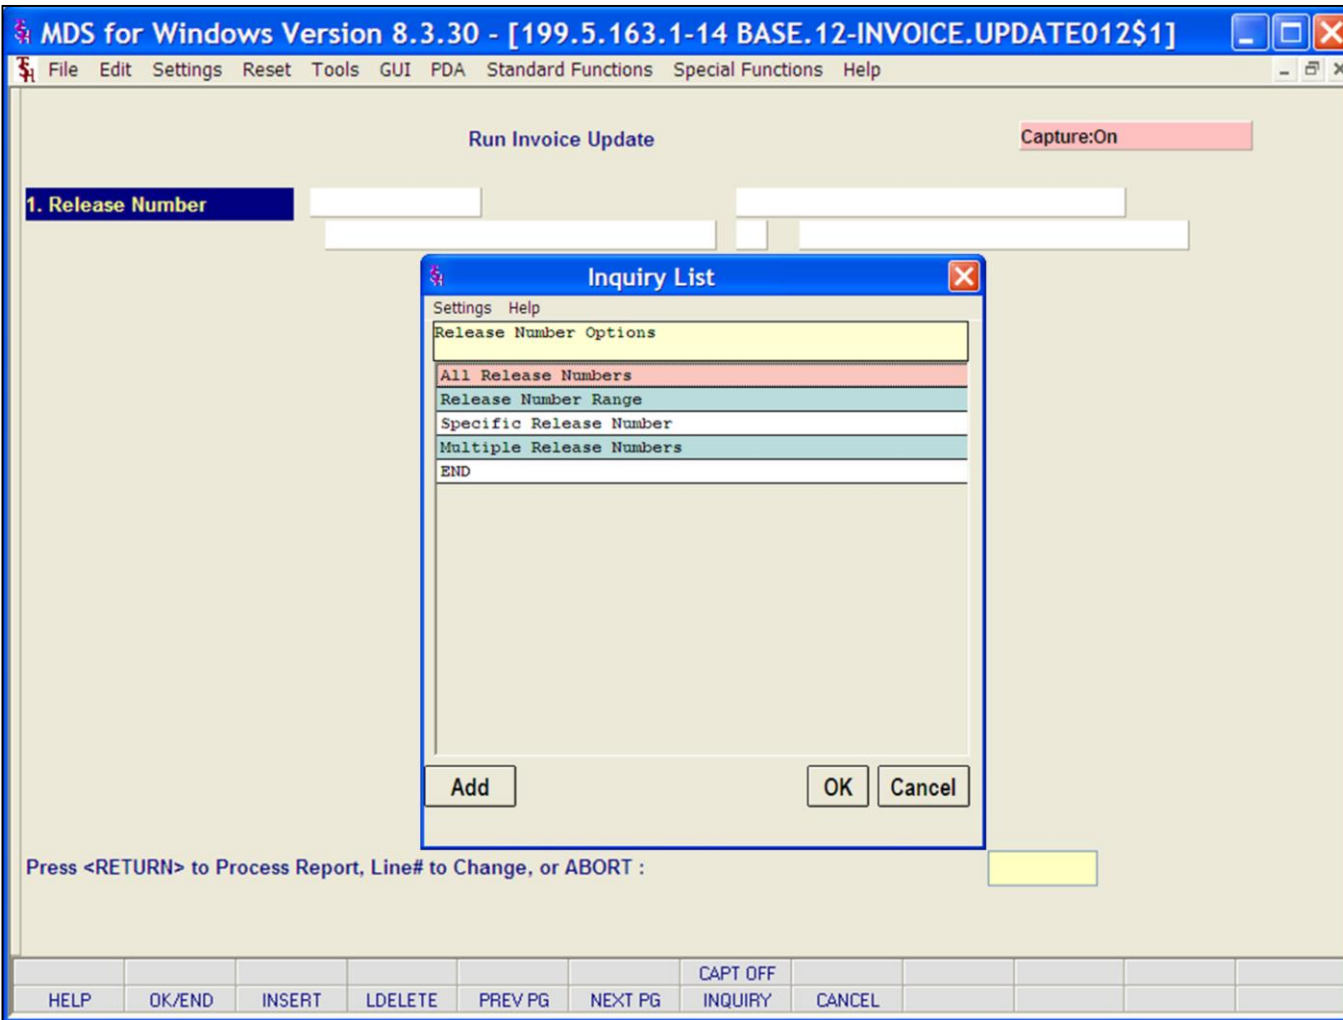 MDS for Windows Version 8.3.30 - [199.5.163.1-14 BASE.12-INVOICE.UPDATE012$1]
File Edit Settings Reset Tools GUI PDA Standard Functions Special Functions Help
Run Invoice Update
Capture:On
1. Release Number
Inquiry List
Settings Help
Release Number Options
All Release Numbers
Release Number Range
Specific Release Number
Multiple Release Numbers
END
Add OK Cancel
Press <RETURN> to Process Report, Line# to Change, or ABORT :
CAPT OFF
HELP OK/END INSERT LDELETE PREV PG NEXT PG INQUIRY CANCEL